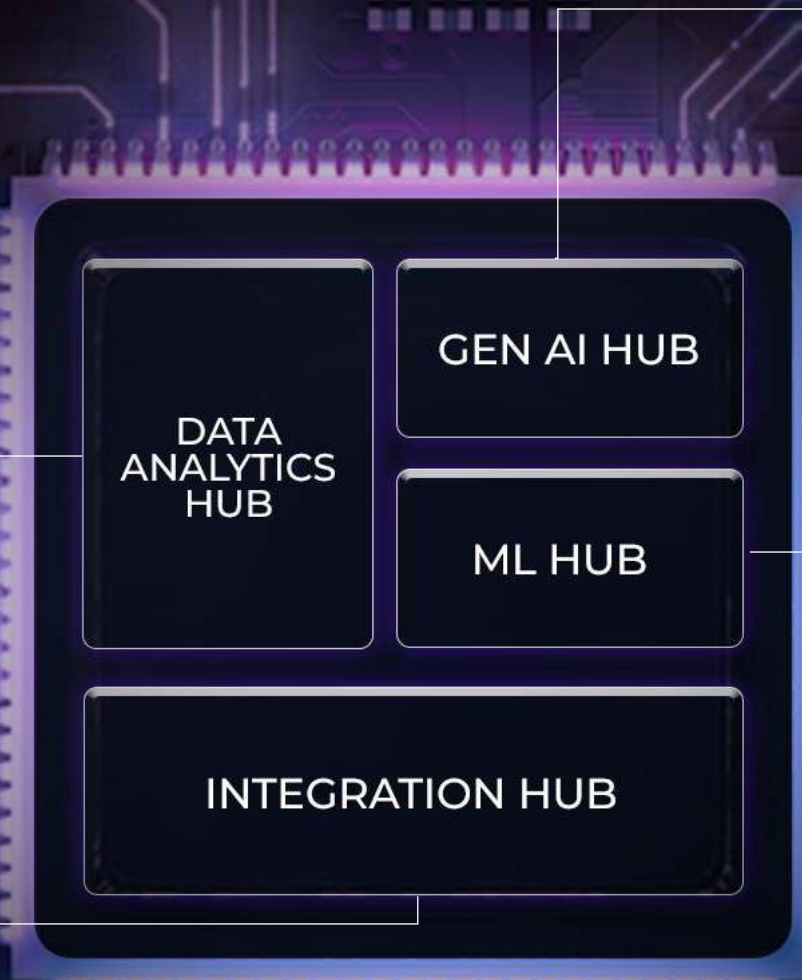 DATA
ANALYTICS
HUB
GEN AI HUB
ML HUB
INTEGRATION HUB